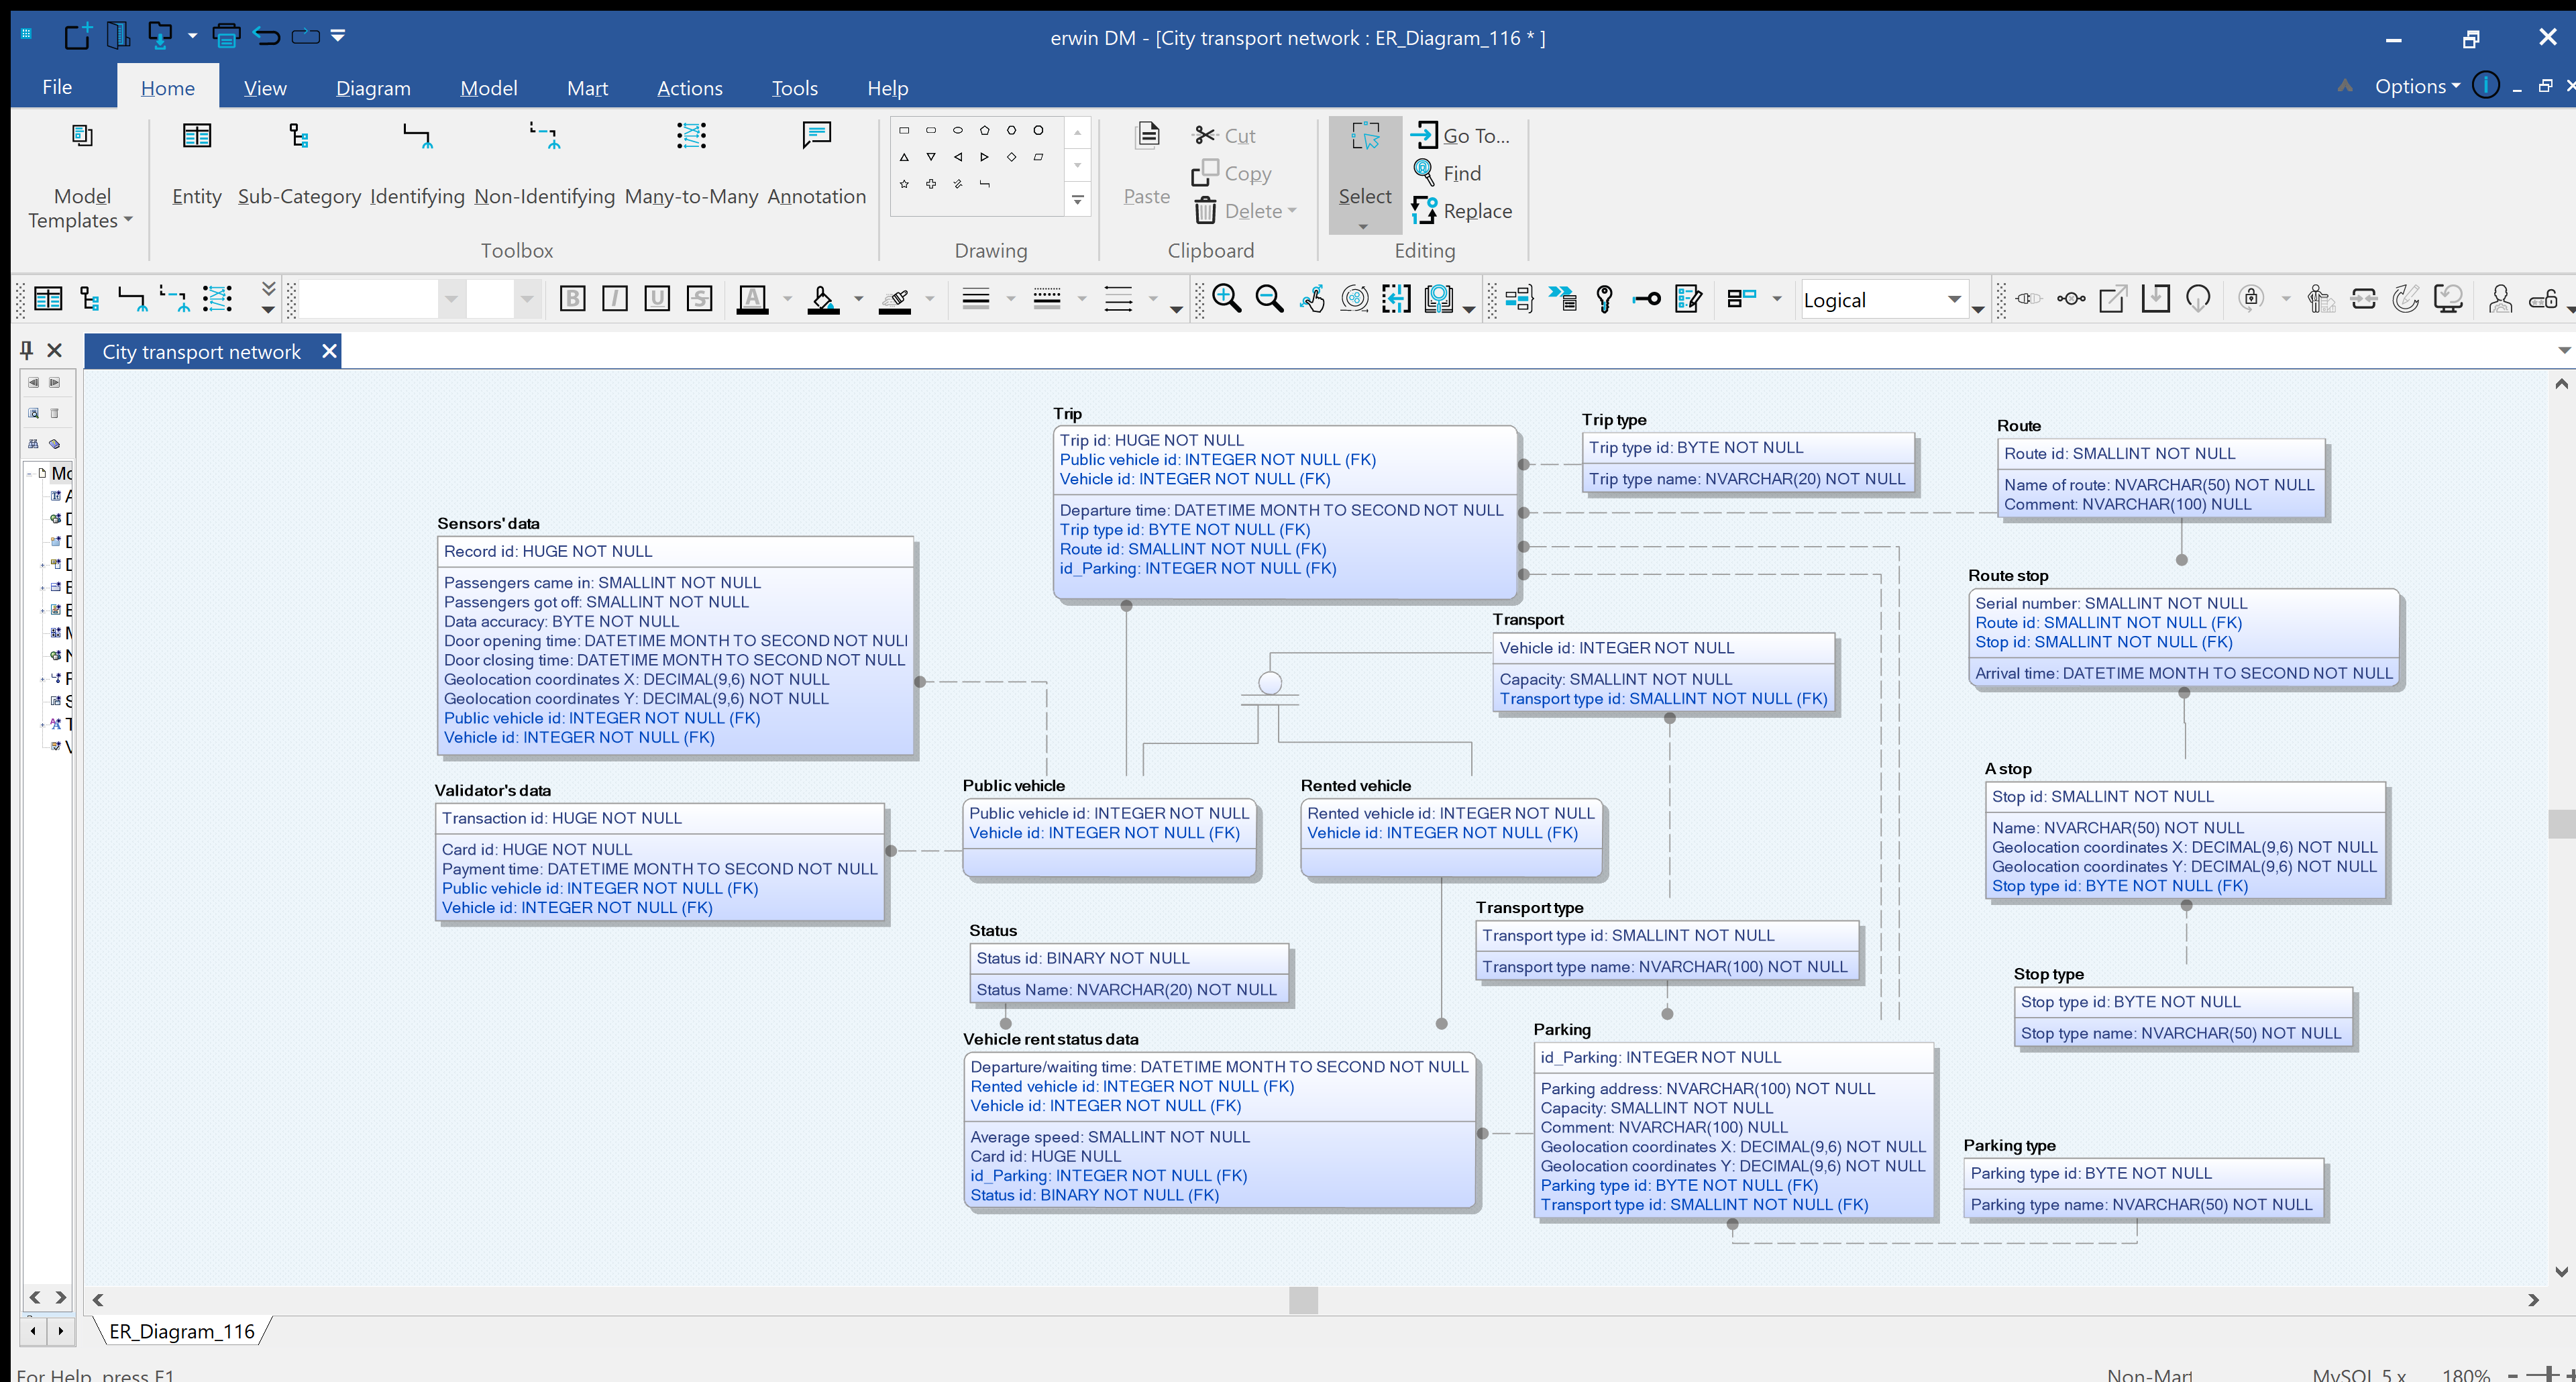 erwin DM - [City transport network : ER_Diagram_116 * ]
File
Home
View
Diagram
Model
Mart
Actions
Tools
Help
Options
Model
Templates
Entity
Sub-Category
Identifying
Non-Identifying
Many-to-Many
Annotation
Toolbox
Drawing
Paste
Cut
Copy
Delete
Clipboard
Select
Go To...
Find
Replace
Editing
B
I
U
S
A
Logical
City transport network
Trip
Trip id: HUGE NOT NULL
Public vehicle id: INTEGER NOT NULL (FK)
Vehicle id: INTEGER NOT NULL (FK)
Departure time: DATETIME MONTH TO SECOND NOT NULL
Trip type id: BYTE NOT NULL (FK)
Route id: SMALLINT NOT NULL (FK)
id_Parking: INTEGER NOT NULL (FK)
Trip type
Trip type id: BYTE NOT NULL
Trip type name: NVARCHAR(20) NOT NULL
Route
Route id: SMALLINT NOT NULL
Name of route: NVARCHAR(50) NOT NULL
Comment: NVARCHAR(100) NULL
Sensors' data
Record id: HUGE NOT NULL
Passengers came in: SMALLINT NOT NULL
Passengers got off: SMALLINT NOT NULL
Data accuracy: BYTE NOT NULL
Door opening time: DATETIME MONTH TO SECOND NOT NULL
Door closing time: DATETIME MONTH TO SECOND NOT NULL
Geolocation coordinates X: DECIMAL(9,6) NOT NULL
Geolocation coordinates Y: DECIMAL(9,6) NOT NULL
Public vehicle id: INTEGER NOT NULL (FK)
Vehicle id: INTEGER NOT NULL (FK)
Route stop
Serial number: SMALLINT NOT NULL
Route id: SMALLINT NOT NULL (FK)
Stop id: SMALLINT NOT NULL (FK)
Arrival time: DATETIME MONTH TO SECOND NOT NULL
Transport
Vehicle id: INTEGER NOT NULL
Capacity: SMALLINT NOT NULL
Transport type id: SMALLINT NOT NULL (FK)
Validator's data
Transaction id: HUGE NOT NULL
Card id: HUGE NOT NULL
Payment time: DATETIME MONTH TO SECOND NOT NULL
Public vehicle id: INTEGER NOT NULL (FK)
Vehicle id: INTEGER NOT NULL (FK)
Public vehicle
Public vehicle id: INTEGER NOT NULL
Vehicle id: INTEGER NOT NULL (FK)
Rented vehicle
Rented vehicle id: INTEGER NOT NULL
Vehicle id: INTEGER NOT NULL (FK)
A stop
Stop id: SMALLINT NOT NULL
Name: NVARCHAR(50) NOT NULL
Geolocation coordinates X: DECIMAL(9,6) NOT NULL
Geolocation coordinates Y: DECIMAL(9,6) NOT NULL
Stop type id: BYTE NOT NULL (FK)
Transport type
Transport type id: SMALLINT NOT NULL
Transport type name: NVARCHAR(100) NOT NULL
Status
Status id: BINARY NOT NULL
Status Name: NVARCHAR(20) NOT NULL
Stop type
Stop type id: BYTE NOT NULL
Stop type name: NVARCHAR(50) NOT NULL
Vehicle rent status data
Departure/waiting time: DATETIME MONTH TO SECOND NOT NULL
Rented vehicle id: INTEGER NOT NULL (FK)
Vehicle id: INTEGER NOT NULL (FK)
Average speed: SMALLINT NOT NULL
Card id: HUGE NULL
id_Parking: INTEGER NOT NULL (FK)
Status id: BINARY NOT NULL (FK)
Parking
id_Parking: INTEGER NOT NULL
Parking address: NVARCHAR(100) NOT NULL
Capacity: SMALLINT NOT NULL
Comment: NVARCHAR(100) NULL
Geolocation coordinates X: DECIMAL(9,6) NOT NULL
Geolocation coordinates Y: DECIMAL(9,6) NOT NULL
Parking type id: BYTE NOT NULL (FK)
Transport type id: SMALLINT NOT NULL (FK)
Parking type
Parking type id: BYTE NOT NULL
Parking type name: NVARCHAR(50) NOT NULL
ER_Diagram_116
For Help, press F1
Non-Mart
MySQL 5.x
180%